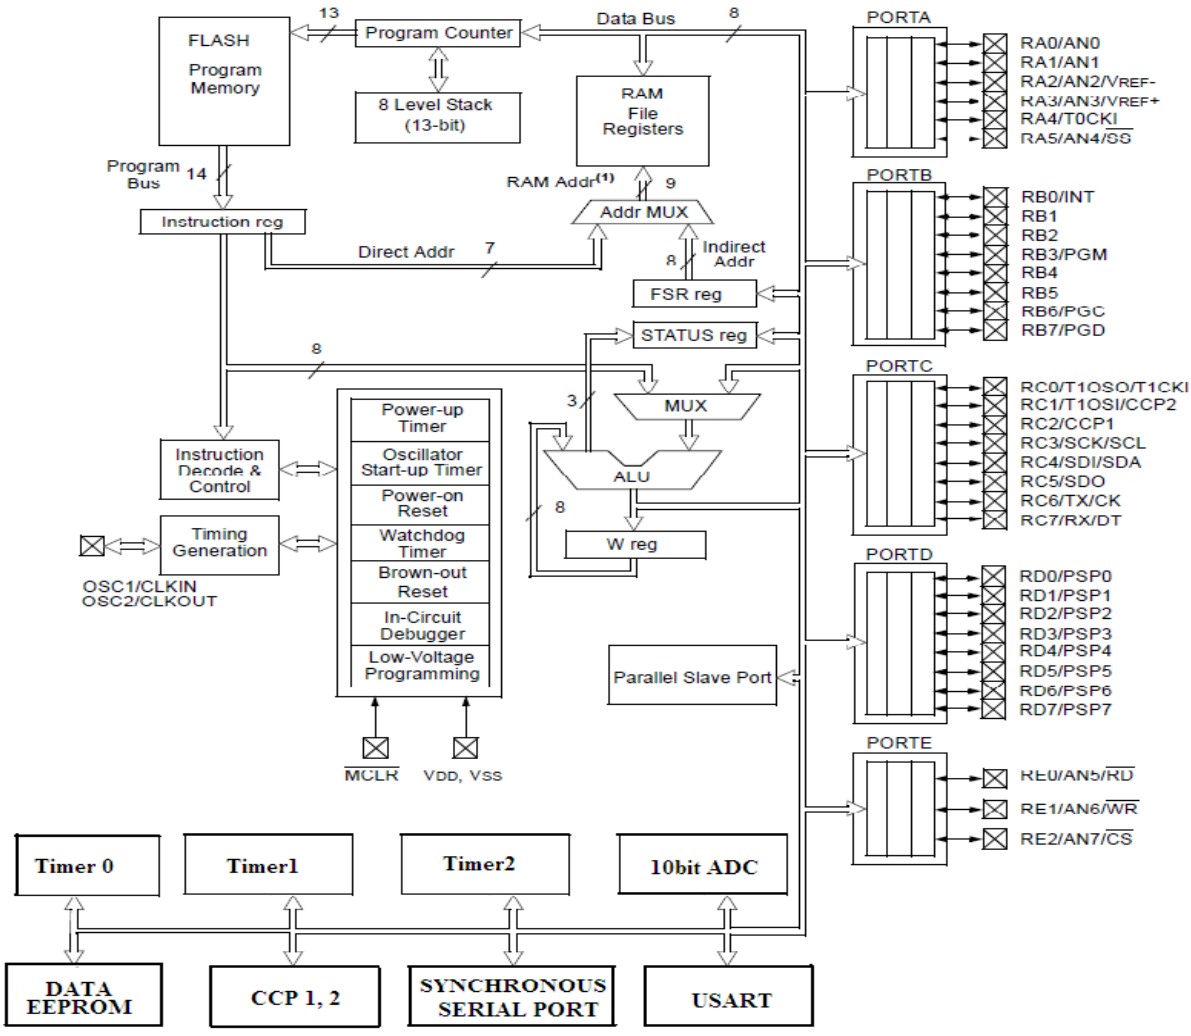 FLASH
Program
Memory
13
Program Counter
8 Level Stack
(13-bit)
Data Bus
8
RAM
File
Registers
Program
Bus
14
Instruction reg
RAM Addr(1)
9
Addr MUX
Direct Addr
7
8
Indirect
Addr
FSR reg
STATUS reg
8
3
MUX
ALU
8
W reg
Power-up
Timer
Oscillator
Start-up Timer
Power-on
Reset
Watchdog
Timer
Brown-out
Reset
In-Circuit
Debugger
Low-Voltage
Programming
Instruction
Decode &
Control
Timing
Generation
OSC1/CLKIN
OSC2/CLKOUT
MCLR
VDD, VSS
Parallel Slave Port
PORTA
RA0/AN0
RA1/AN1
RA2/AN2/VREF-
RA3/AN3/VREF+
RA4/T0CKI
RA5/AN4/SS
PORTB
RB0/INT
RB1
RB2
RB3/PGM
RB4
RB5
RB6/PGC
RB7/PGD
PORTC
RC0/T1OSO/T1CKI
RC1/T1OSI/CCP2
RC2/CCP1
RC3/SCK/SCL
RC4/SDI/SDA
RC5/SDO
RC6/TX/CK
RC7/RX/DT
PORTD
RD0/PSP0
RD1/PSP1
RD2/PSP2
RD3/PSP3
RD4/PSP4
RD5/PSP5
RD6/PSP6
RD7/PSP7
PORTE
RE0/AN5/RD
RE1/AN6/WR
RE2/AN7/CS
Timer 0
Timer1
Timer2
10bit ADC
DATA
EEPROM
CCP 1, 2
SYNCHRONOUS
SERIAL PORT
USART